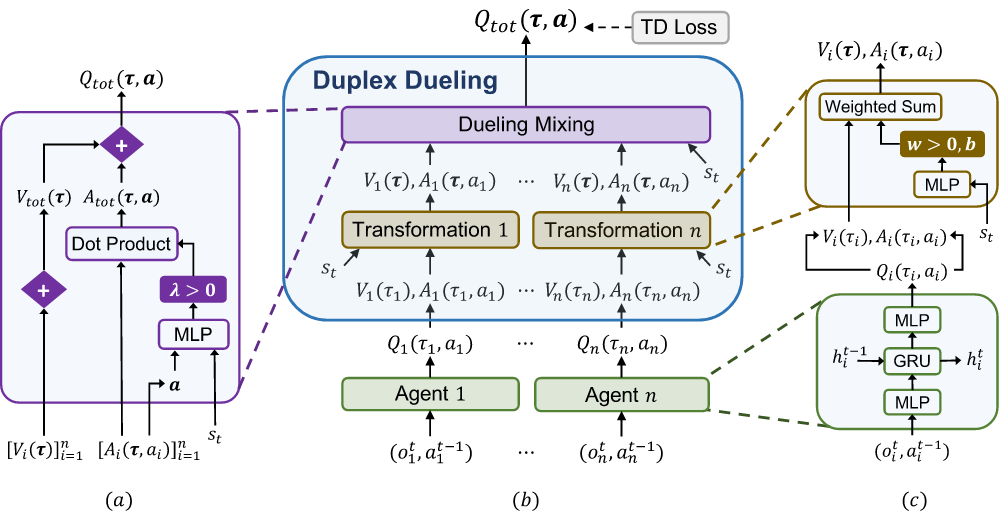 Q_tot(τ, a)
+
V_tot(τ) A_tot(τ, a)
Dot Product
λ > 0
+
MLP
a
[V_i(τ)]_{i=1}^n [A_i(τ, a_i)]_{i=1}^n s_t
(a)
Q_tot(τ, a) TD Loss
Duplex Dueling
Dueling Mixing
s_t
V_1(τ), A_1(τ, a_1) ... V_n(τ), A_n(τ, a_n)
Transformation 1 Transformation n
s_t s_t
V_1(τ_1), A_1(τ_1, a_1) ... V_n(τ_n), A_n(τ_n, a_n)
Q_1(τ_1, a_1) ... Q_n(τ_n, a_n)
Agent 1 Agent n
(o_1^t, a_1^{t-1}) ... (o_n^t, a_n^{t-1})
(b)
V_i(τ), A_i(τ, a_i)
Weighted Sum
w > 0, b
MLP
s_t
V_i(τ_i), A_i(τ_i, a_i)
Q_i(τ_i, a_i)
MLP
h_i^{t-1} GRU h_i^t
MLP
(o_i^t, a_i^{t-1})
(c)